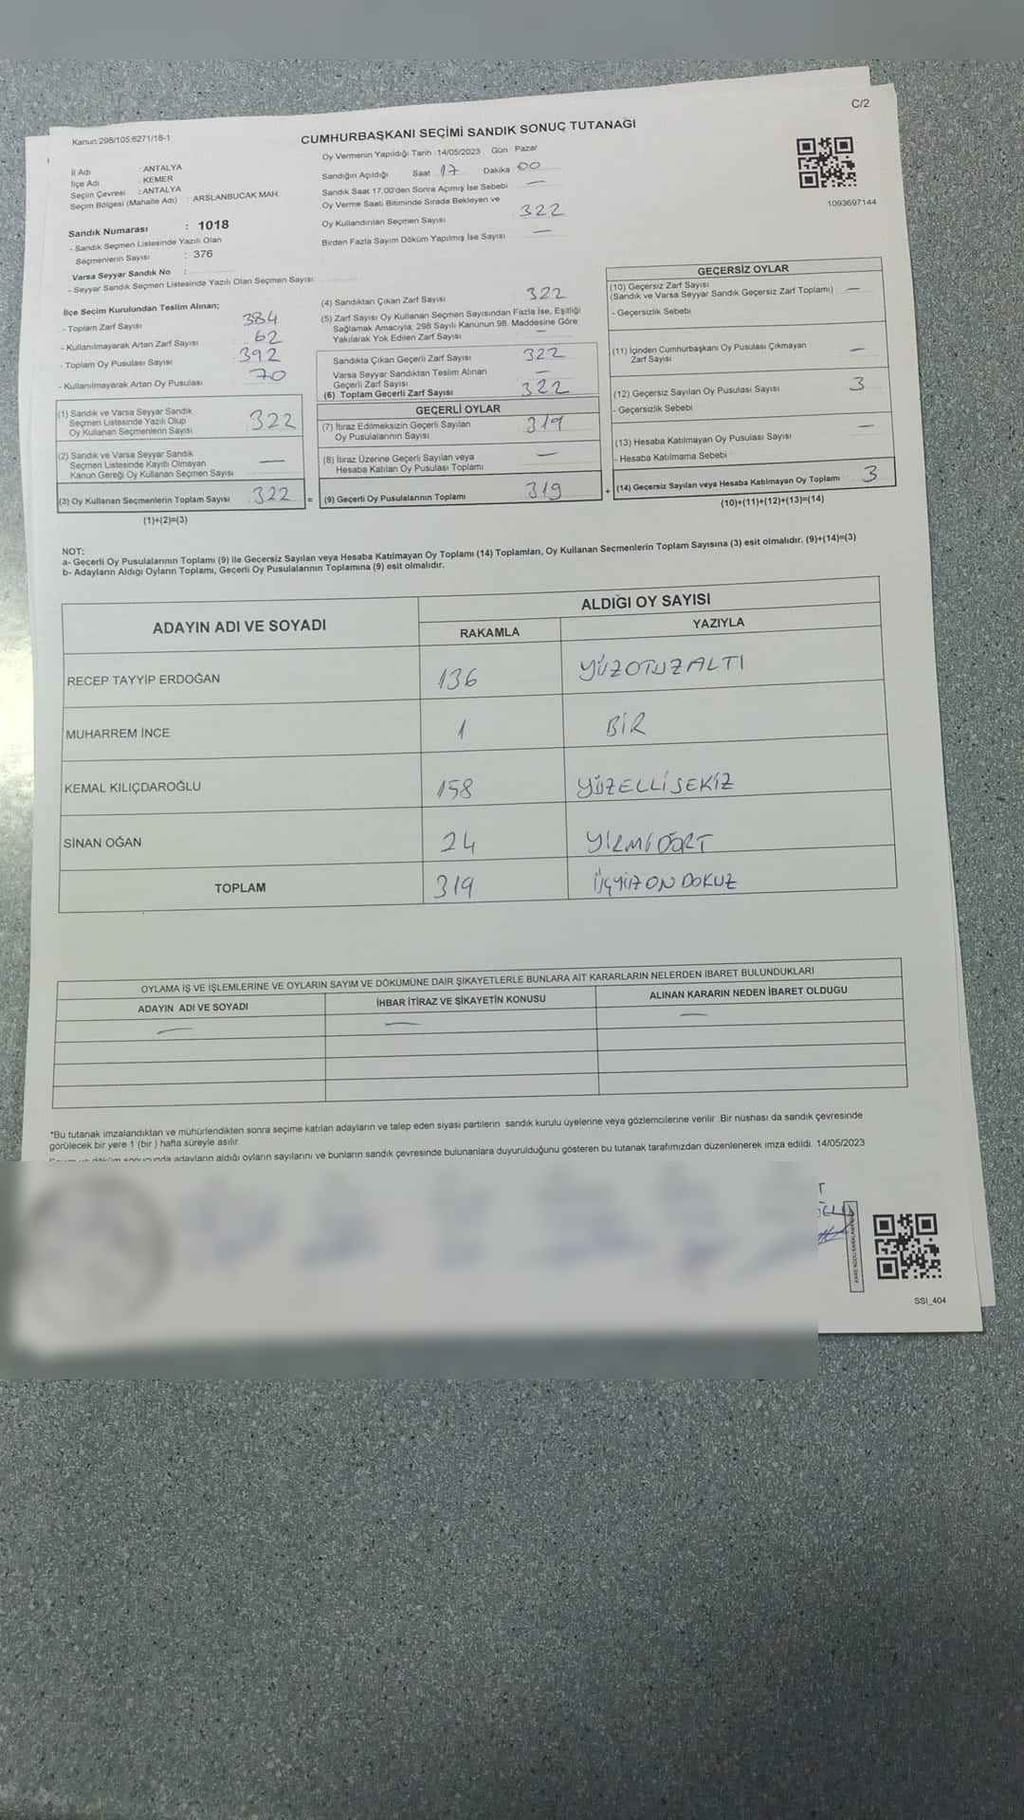 C/2
Kanun:298/105:6271/18-1
CUMHURBAŞKANI SEÇİMİ SANDIK SONUÇ TUTANAĞI
1093697144
İl Adı : ANTALYA
İlçe Adı : KEMER
Seçim Çevresi : ANTALYA
Seçim Bölgesi (Mahalle Adı) : ARSLANBUCAK MAH.
Sandık Numarası : 1018
- Sandık Seçmen Listesinde Yazılı Olan
Seçmenlerin Sayısı : 376
Varsa Seyyar Sandık No :
- Seyyar Sandık Seçmen Listesinde Yazılı Olan Seçmen Sayısı
Oy Vermenin Yapıldığı Tarih :14/05/2023 Gün Pazar
Sandığın Açıldığı Saat 17 Dakika 00
Sandık Saat 17.00'den Sonra Açımış İse Sebebi —
Oy Verme Saati Bitiminde Sırada Bekleyen ve
Oy Kullandırılan Seçmen Sayısı 322
Birden Fazla Sayım Döküm Yapılmış İse Sayısı —
İlçe Seçim Kurulundan Teslim Alınan;
- Toplam Zarf Sayısı 384
- Kullanılmayarak Artan Zarf Sayısı 62
- Toplam Oy Pusulası Sayısı 392
- Kullanılmayarak Artan Oy Pusulası 70
(1) Sandık ve Varsa Seyyar Sandık
Seçmen Listesinde Yazılı Olup
Oy Kullanan Seçmenlerin Sayısı 322
(2) Sandık ve Varsa Seyyar Sandık
Seçmen Listesinde Kayıtlı Olmayan
Kanun Gereği Oy Kullanan Seçmen Sayısı —
(3) Oy Kullanan Seçmenlerin Toplam Sayısı 322 =
(1)+(2)=(3)
(4) Sandıktan Çıkan Zarf Sayısı 322
(5) Zarf Sayısı Oy Kullanan Seçmen Sayısından Fazla İse, Eşitliği
Sağlamak Amacıyla, 298 Sayılı Kanunun 98. Maddesine Göre
Yakılarak Yok Edilen Zarf Sayısı —
Sandıkta Çıkan Geçerli Zarf Sayısı 322
Varsa Seyyar Sandıktan Teslim Alınan
Geçerli Zarf Sayısı —
(6) Toplam Geçerli Zarf Sayısı 322
GEÇERLİ OYLAR
(7) İtiraz Edilmeksizin Geçerli Sayılan
Oy Pusulalarının Sayısı 319
(8) İtiraz Üzerine Geçerli Sayılan veya
Hesaba Katılan Oy Pusulası Toplamı —
(9) Geçerli Oy Pusulalarının Toplamı 319 +
GEÇERSİZ OYLAR
(10) Geçersiz Zarf Sayısı
(Sandık ve Varsa Seyyar Sandık Geçersiz Zarf Toplamı) —
- Geçersizlik Sebebi
(11) İçinden Cumhurbaşkanı Oy Pusulası Çıkmayan
Zarf Sayısı —
(12) Geçersiz Sayılan Oy Pusulası Sayısı 3
- Geçersizlik Sebebi
(13) Hesaba Katılmayan Oy Pusulası Sayısı —
- Hesaba Katılmama Sebebi
(14) Geçersiz Sayılan veya Hesaba Katılmayan Oy Toplamı 3
(10)+(11)+(12)+(13)=(14)
NOT:
a- Geçerli Oy Pusulalarının Toplamı (9) ile Geçersiz Sayılan veya Hesaba Katılmayan Oy Toplamı (14) Toplamları, Oy Kullanan Seçmenlerin Toplam Sayısına (3) eşit olmalıdır. (9)+(14)=(3)
b- Adayların Aldığı Oyların Toplamı, Geçerli Oy Pusulalarının Toplamına (9) eşit olmalıdır.
ADAYIN ADI VE SOYADI ALDIĞI OY SAYISI
RAKAMLA YAZIYLA
RECEP TAYYİP ERDOĞAN 136 YÜZOTUZALTI
MUHARREM İNCE 1 BİR
KEMAL KILIÇDAROĞLU 158 YÜZELLİSEKİZ
SİNAN OĞAN 24 YİRMİDÖRT
TOPLAM 319 ÜÇYÜZONDOKUZ
OYLAMA İŞ VE İŞLEMLERİNE VE OYLARIN SAYIM VE DÖKÜMÜNE DAİR ŞİKAYETLERLE BUNLARA AİT KARARLARIN NELERDEN İBARET BULUNDUKLARI
ADAYIN ADI VE SOYADI İHBAR İTİRAZ VE ŞİKAYETİN KONUSU ALINAN KARARIN NEDEN İBARET OLDUĞU
— — —
*Bu tutanak imzalandıktan ve mühürlendikten sonra seçime katılan adayların ve talep eden siyasi partilerin sandık kurulu üyelerine veya gözlemcilerine verilir. Bir nüshası da sandık çevresinde
görülecek bir yere 1 (bir) hafta süreyle asılır.
adayların aldığı oyların sayılarını ve bunların sandık çevresinde bulunanlara duyurulduğunu gösteren bu tutanak tarafımızdan düzenlenerek imza edildi. 14/05/2023
SSI_404